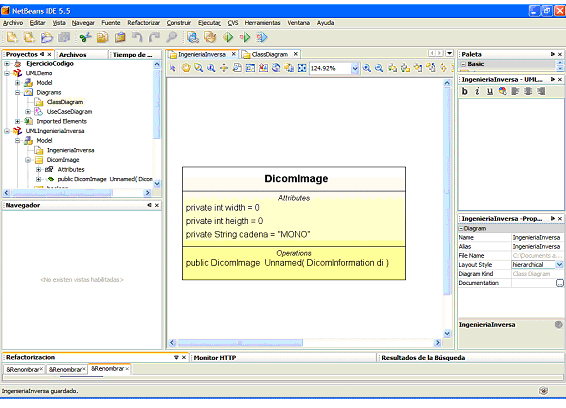 NetBeans IDE 5.5
Archivo Editar Vista Navegar Fuente Refactorizar Construir Ejecutar CVS Herramientas Ventana Ayuda
Proyectos Archivos Tiempo de ...
EjercicioCodigo
UMLDemo
Model
Diagrams
ClassDiagram
UseCaseDiagram
Imported Elements
UMLIngenieriaInversa
Model
IngenieriaInversa
DicomImage
Attributes
public DicomImage Unnamed( Dicom
Navegador
<No existen vistas habilitadas>
IngenieriaInversa ClassDiagram
124.92%
DicomImage
Attributes
private int width = 0
private int heigth = 0
private String cadena = "MONO"
Operations
public DicomImage Unnamed( DicomInformation di )
Paleta
Basic
IngenieriaInversa - UML...
b i u
IngenieriaInversa -Prop...
Diagram
Name IngenieriaInversa
Alias IngenieriaInversa
File Name C:\Documents a...
Layout Style hierarchical
Diagram Kind Class Diagram
Documentation
IngenieriaInversa
Refactorizacion Monitor HTTP Resultados de la Búsqueda
&Renombrar &Renombrar &Renombrar
IngenieriaInversa guardado.